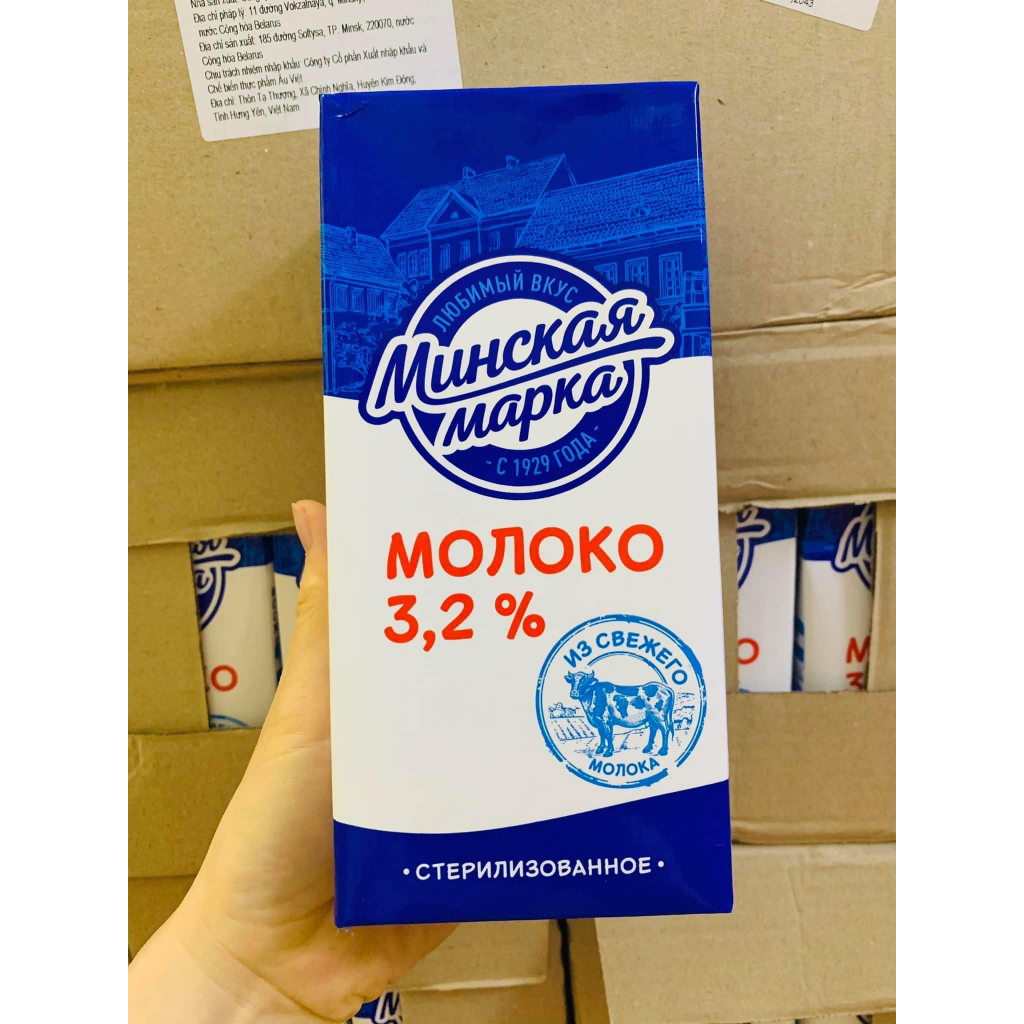 Địa chỉ pháp lý: 11 đường Vokzalnaya,
nước Cộng hòa Belarus
Địa chỉ sản xuất: 185 đường Soltysa, TP. Minsk, 220070, nước
Cộng hòa Belarus
Chịu trách nhiệm nhập khẩu: Công ty Cổ phần Xuất nhập khẩu và
Chế biến thực phẩm Âu Việt
Địa chỉ: Thôn Tạ Thượng, Xã Chính Nghĩa, Huyện Kim Động,
Tỉnh Hưng Yên, Việt Nam
ЛЮБИМЫЙ ВКУС
Минская
марка
- С 1929 ГОДА -
МОЛОКО
3,2 %
ИЗ СВЕЖЕГО
МОЛОКА
• СТЕРИЛИЗОВАННОЕ •